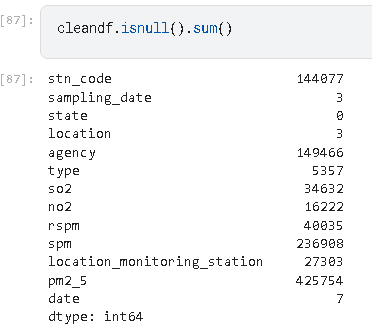 [87]: cleandf.isnull().sum()
[87]: stn_code 144077
sampling_date 3
state 0
location 3
agency 149466
type 5357
so2 34632
no2 16222
rspm 40035
spm 236908
location_monitoring_station 27303
pm2_5 425754
date 7
dtype: int64